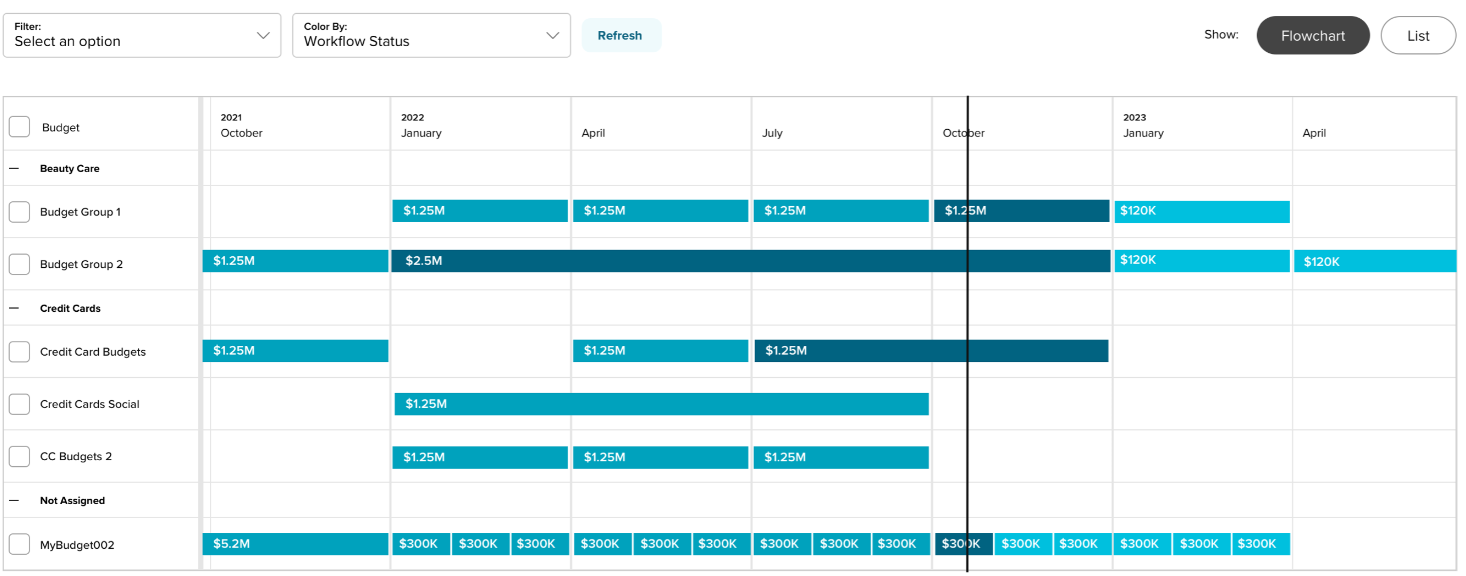 Filter:
Select an option
Color By:
Workflow Status
Refresh
Show:
Flowchart
List
Budget
2021
October
2022
January
April
July
October
2023
January
April
Beauty Care
Budget Group 1
$1.25M $1.25M $1.25M $1.25M $120K
Budget Group 2
$1.25M $2.5M $120K $120K
Credit Cards
Credit Card Budgets
$1.25M $1.25M $1.25M
Credit Cards Social
$1.25M
CC Budgets 2
$1.25M $1.25M $1.25M
Not Assigned
MyBudget002
$5.2M $300K $300K $300K $300K $300K $300K $300K $300K $300K $300K $300K $300K $300K $300K $300K